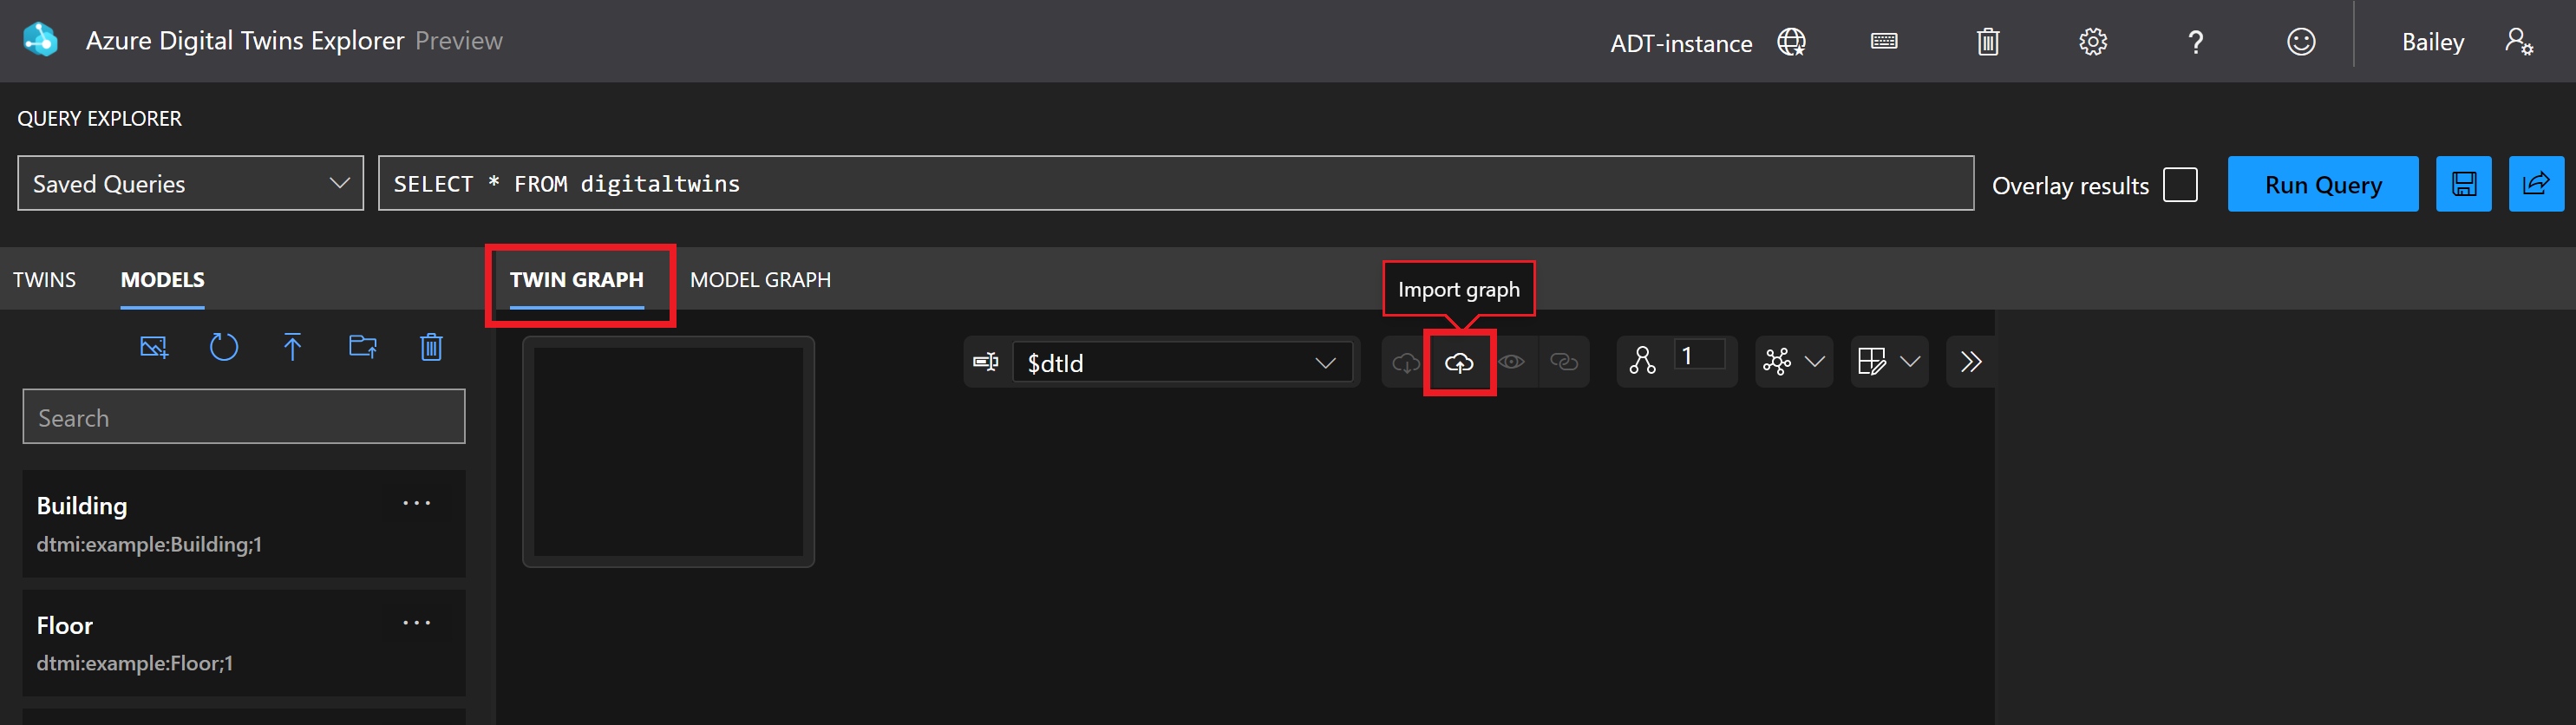 Azure Digital Twins Explorer Preview
ADT-instance
?
Bailey
QUERY EXPLORER
Saved Queries
SELECT * FROM digitaltwins
Overlay results
Run Query
TWINS
MODELS
TWIN GRAPH
MODEL GRAPH
Import graph
$dtId
1
Search
Building
...
dtmi:example:Building;1
Floor
...
dtmi:example:Floor;1